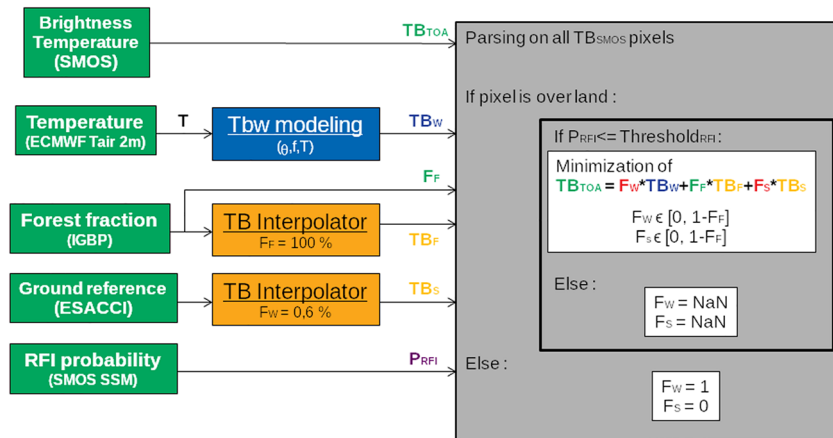 Brightness
Temperature
(SMOS)
TBTOA
Parsing on all TBSMOS pixels
If pixel is over land :
Temperature
(ECMWF Tair 2m)
T
Tbw modeling
(θ,f,T)
TBW
If PRFI<= ThresholdRFI:
Minimization of
TBTOA = FW*TBW+FF*TBF+FS*TBS
FW ϵ [0, 1-FF]
FS ϵ [0, 1-FF]
FF
Forest fraction
(IGBP)
TB Interpolator
FF = 100 %
TBF
Ground reference
(ESACCI)
TB Interpolator
FW = 0,6 %
TBS
Else :
FW = NaN
FS = NaN
RFI probability
(SMOS SSM)
PRFI
Else :
FW = 1
FS = 0